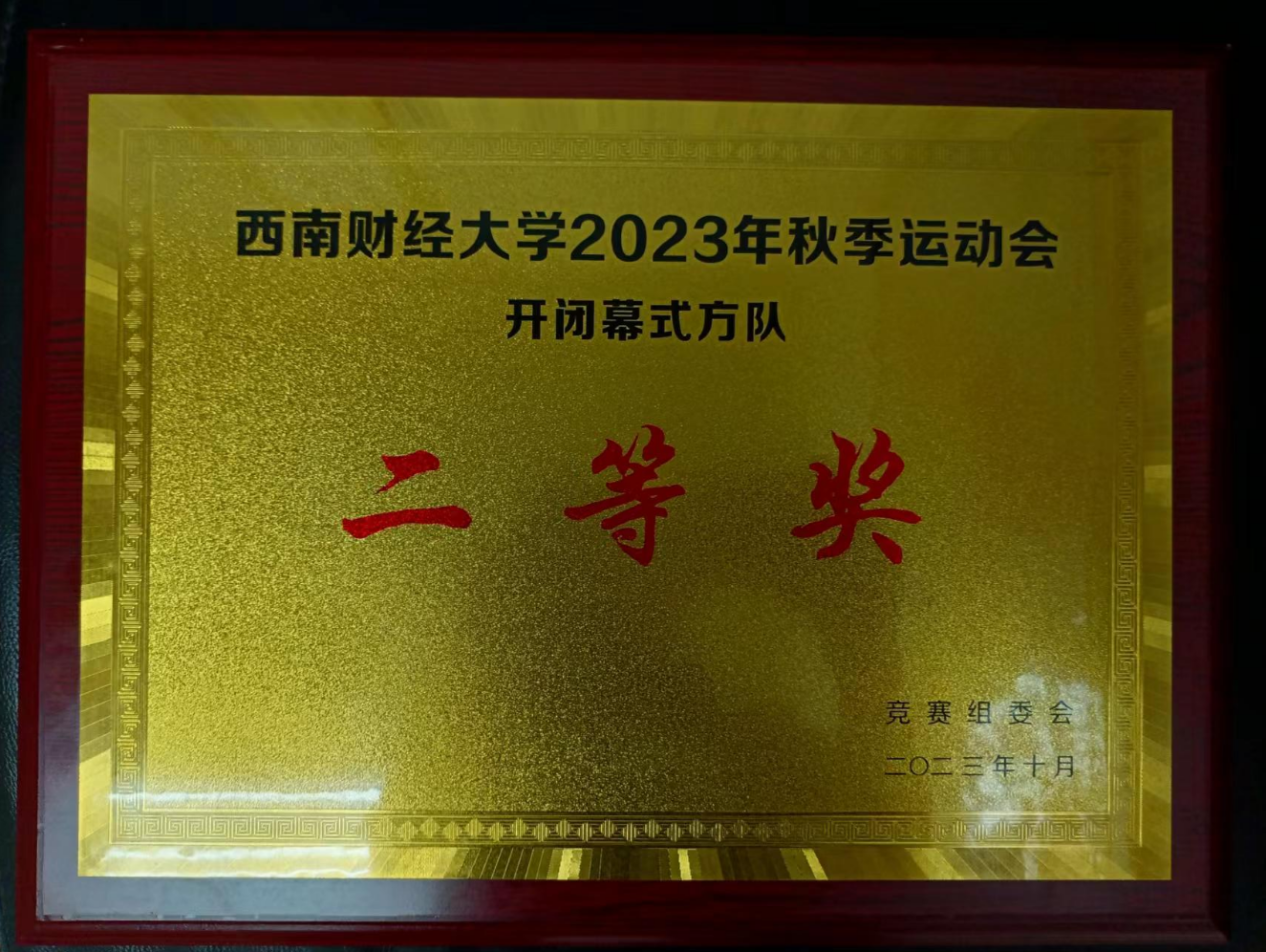 西南财经大学2023年秋季运动会
开闭幕式方队
二等奖
竞赛组委会
二〇二三年十月